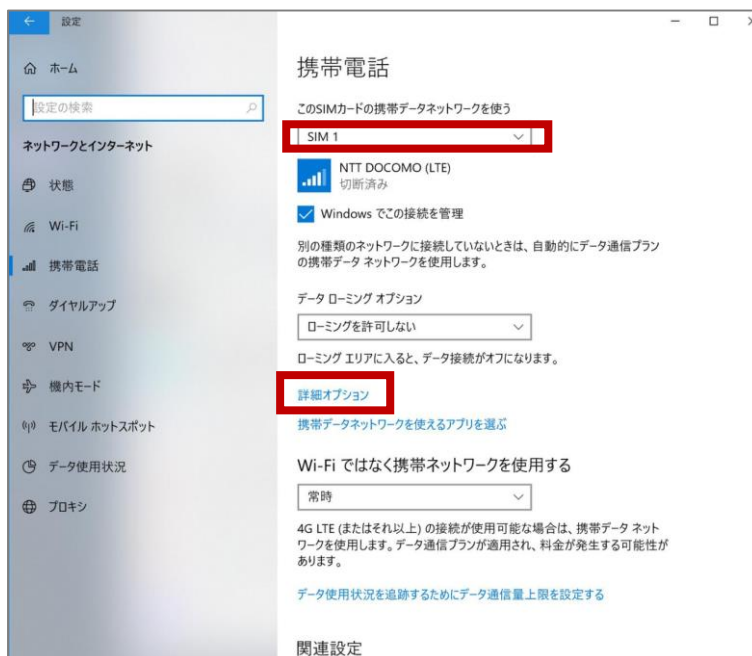 設定
ホーム
設定の検索
ネットワークとインターネット
状態
Wi-Fi
携帯電話
ダイヤルアップ
VPN
機内モード
モバイル ホットスポット
データ使用状況
プロキシ
携帯電話
このSIMカードの携帯データネットワークを使う
SIM 1
NTT DOCOMO (LTE)
切断済み
Windows でこの接続を管理
別の種類のネットワークに接続していないときは、自動的にデータ通信プラン
の携帯データ ネットワークを使用します。
データ ローミング オプション
ローミングを許可しない
ローミング エリアに入ると、データ接続がオフになります。
詳細オプション
携帯データネットワークを使えるアプリを選ぶ
Wi-Fi ではなく携帯ネットワークを使用する
常時
4G LTE (またはそれ以上) の接続が使用可能な場合は、携帯データ ネット
ワークを使用します。データ通信プランが適用され、料金が発生する可能性が
あります。
データ使用状況を追跡するためにデータ通信量上限を設定する
関連設定